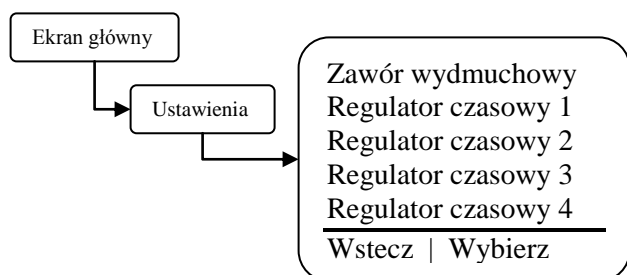 Ekran główny
Ustawienia
Zawór wydmuchowy
Regulator czasowy 1
Regulator czasowy 2
Regulator czasowy 3
Regulator czasowy 4
Wstecz | Wybierz